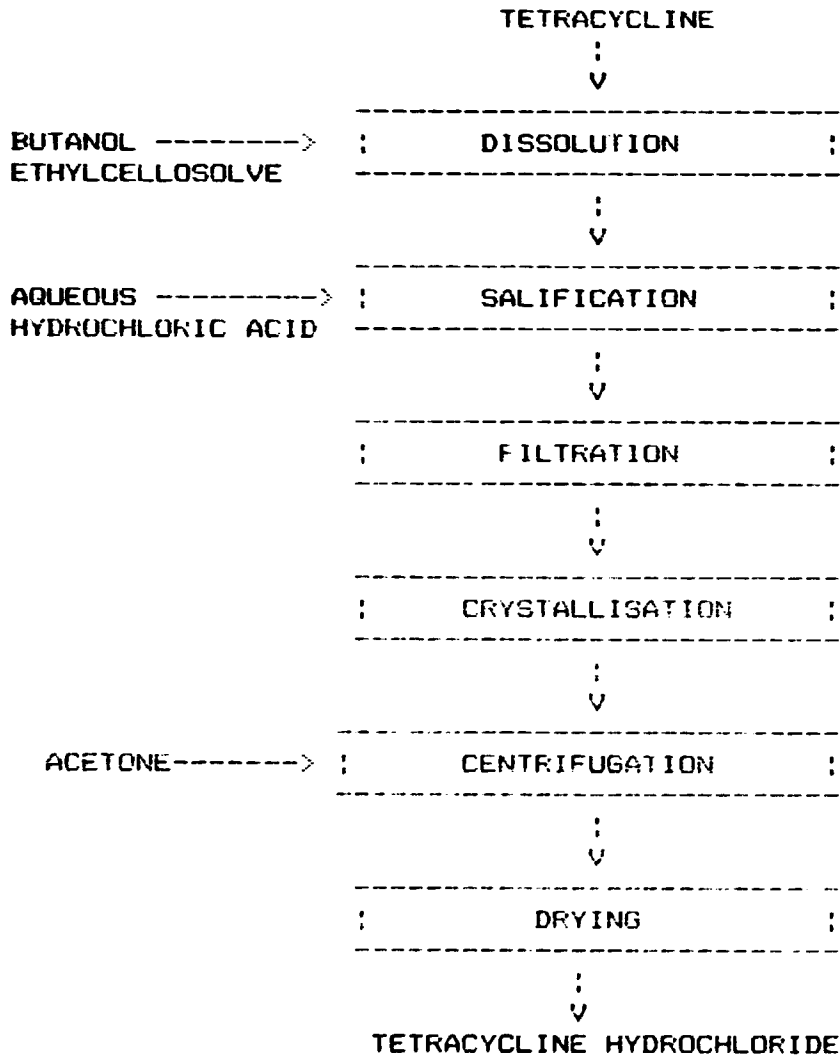 TETRACYCLINE
BUTANOL --------> : DISSOLUTION :
ETHYLCELLOSOLVE
AQUEOUS ---------> : SALIFICATION :
HYDROCHLORIC ACID
: FILTRATION :
: CRYSTALLISATION :
ACETONE-------> : CENTRIFUGATION :
: DRYING :
TETRACYCLINE HYDROCHLORIDE